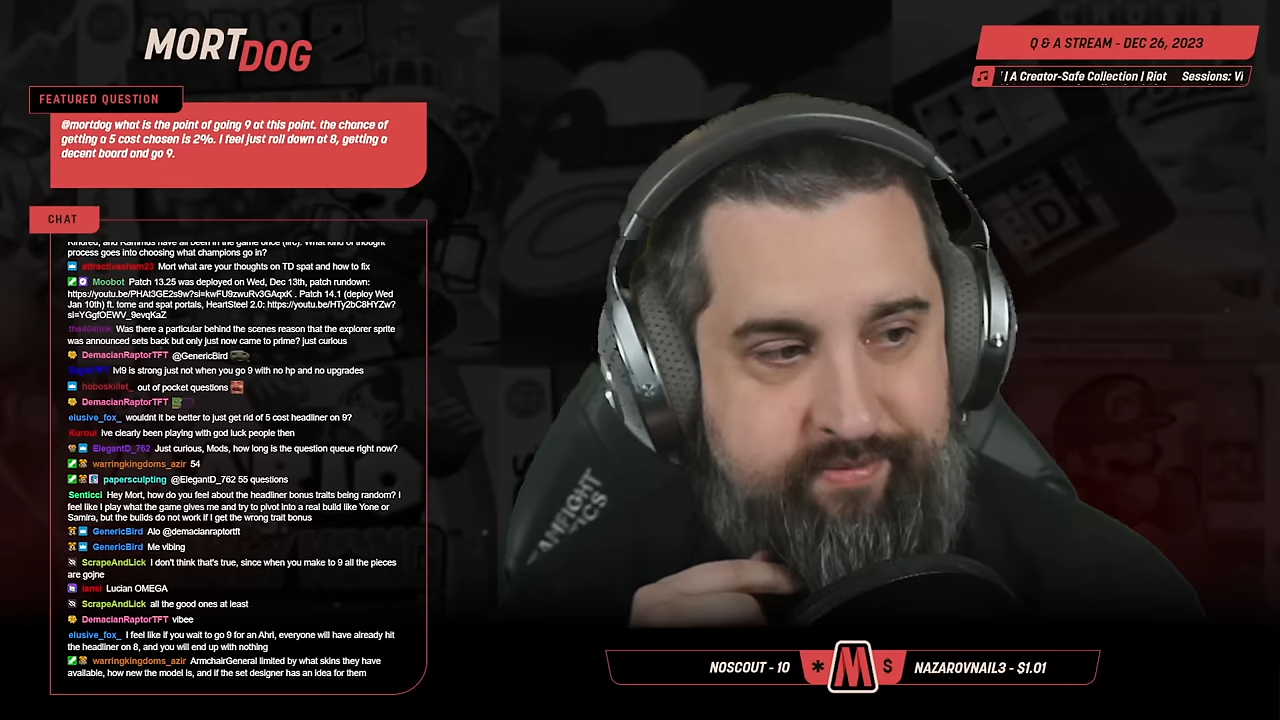 MORTDOG
Q & A STREAM - DEC 26, 2023
| A Creator-Safe Collection | Riot Sessions: Vi
FEATURED QUESTION
@mortdog what is the point of going 9 at this point. the chance of
getting a 5 cost chosen is 2%. I feel just roll down at 8, getting a
decent board and go 9.
CHAT
Kindred, and Rammus have all been in the game once (iirc). What kind of thought
process goes into choosing what champions go in?
attractivesham23 Mort what are your thoughts on TD spat and how to fix
Moobot Patch 13.25 was deployed on Wed, Dec 13th, patch rundown:
https://youtu.be/PHAt3GE2s9w?si=kwFU9zwuRv3GAqxK . Patch 14.1 (deploy Wed
Jan 10th) ft. tome and spat portals, HeartSteel 2.0: https://youtu.be/HTyZbC8HYZw?
si=YGgfOEWV_9evqKaZ
the404link Was there a particular behind the scenes reason that the explorer sprite
was announced sets back but only just now came to prime? just curious
DemacianRaptorTFT @GenericBird
lvl9 is strong just not when you go 9 with no hp and no upgrades
hoboskillet_ out of pocket questions
DemacianRaptorTFT
elusive_fox_ wouldnt it be better to just get rid of 5 cost headliner on 9?
Kuroui ive clearly been playing with god luck people then
ElegantD_762 Just curious, Mods, how long is the question queue right now?
warringkingdoms_azir 54
papersculpting @ElegantD_762 55 questions
Senticci Hey Mort, how do you feel about the headliner bonus traits being random? I
feel like I play what the game gives me and try to pivot into a real build like Yone or
Samira, but the builds do not work if I get the wrong trait bonus
GenericBird Alo @demacianraptortft
GenericBird Me vibing
ScrapeAndLick I don't think that's true, since when you make to 9 all the pieces
are gojne
iansl Lucian OMEGA
ScrapeAndLick all the good ones at least
DemacianRaptorTFT vibee
elusive_fox_ I feel like if you wait to go 9 for an Ahri, everyone will have already hit
the headliner on 8, and you will end up with nothing
warringkingdoms_azir ArmchairGeneral limited by what skins they have
available, how new the model is, and if the set designer has an idea for them
NOSCOUT - 10 * M $ NAZAROVNAIL3 - $1.01